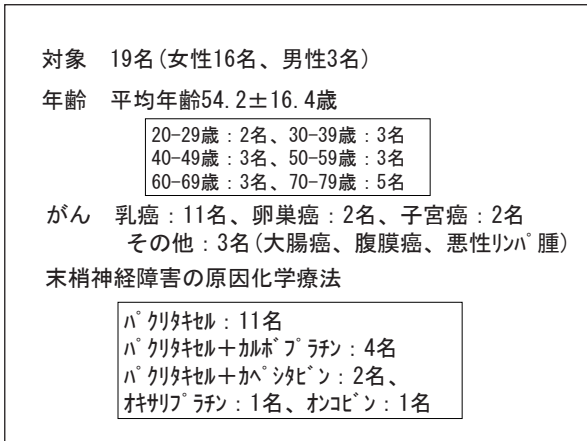 対象　19名(女性16名、男性3名)
年齢　平均年齢54.2±16.4歳
20-29歳：2名、30-39歳：3名
40-49歳：3名、50-59歳：3名
60-69歳：3名、70-79歳：5名
がん　乳癌：11名、卵巣癌：2名、子宮癌：2名
その他：3名(大腸癌、腹膜癌、悪性ﾘﾝﾊﾟ腫)
末梢神経障害の原因化学療法
ﾊﾟｸﾘﾀｷｾﾙ：11名
ﾊﾟｸﾘﾀｷｾﾙ＋ｶﾙﾎﾞﾌﾟﾗﾁﾝ：4名
ﾊﾟｸﾘﾀｷｾﾙ＋ｶﾍﾟｼﾀﾋﾞﾝ：2名、
ｵｷｻﾘﾌﾟﾗﾁﾝ：1名、ｵﾝｺﾋﾞﾝ：1名